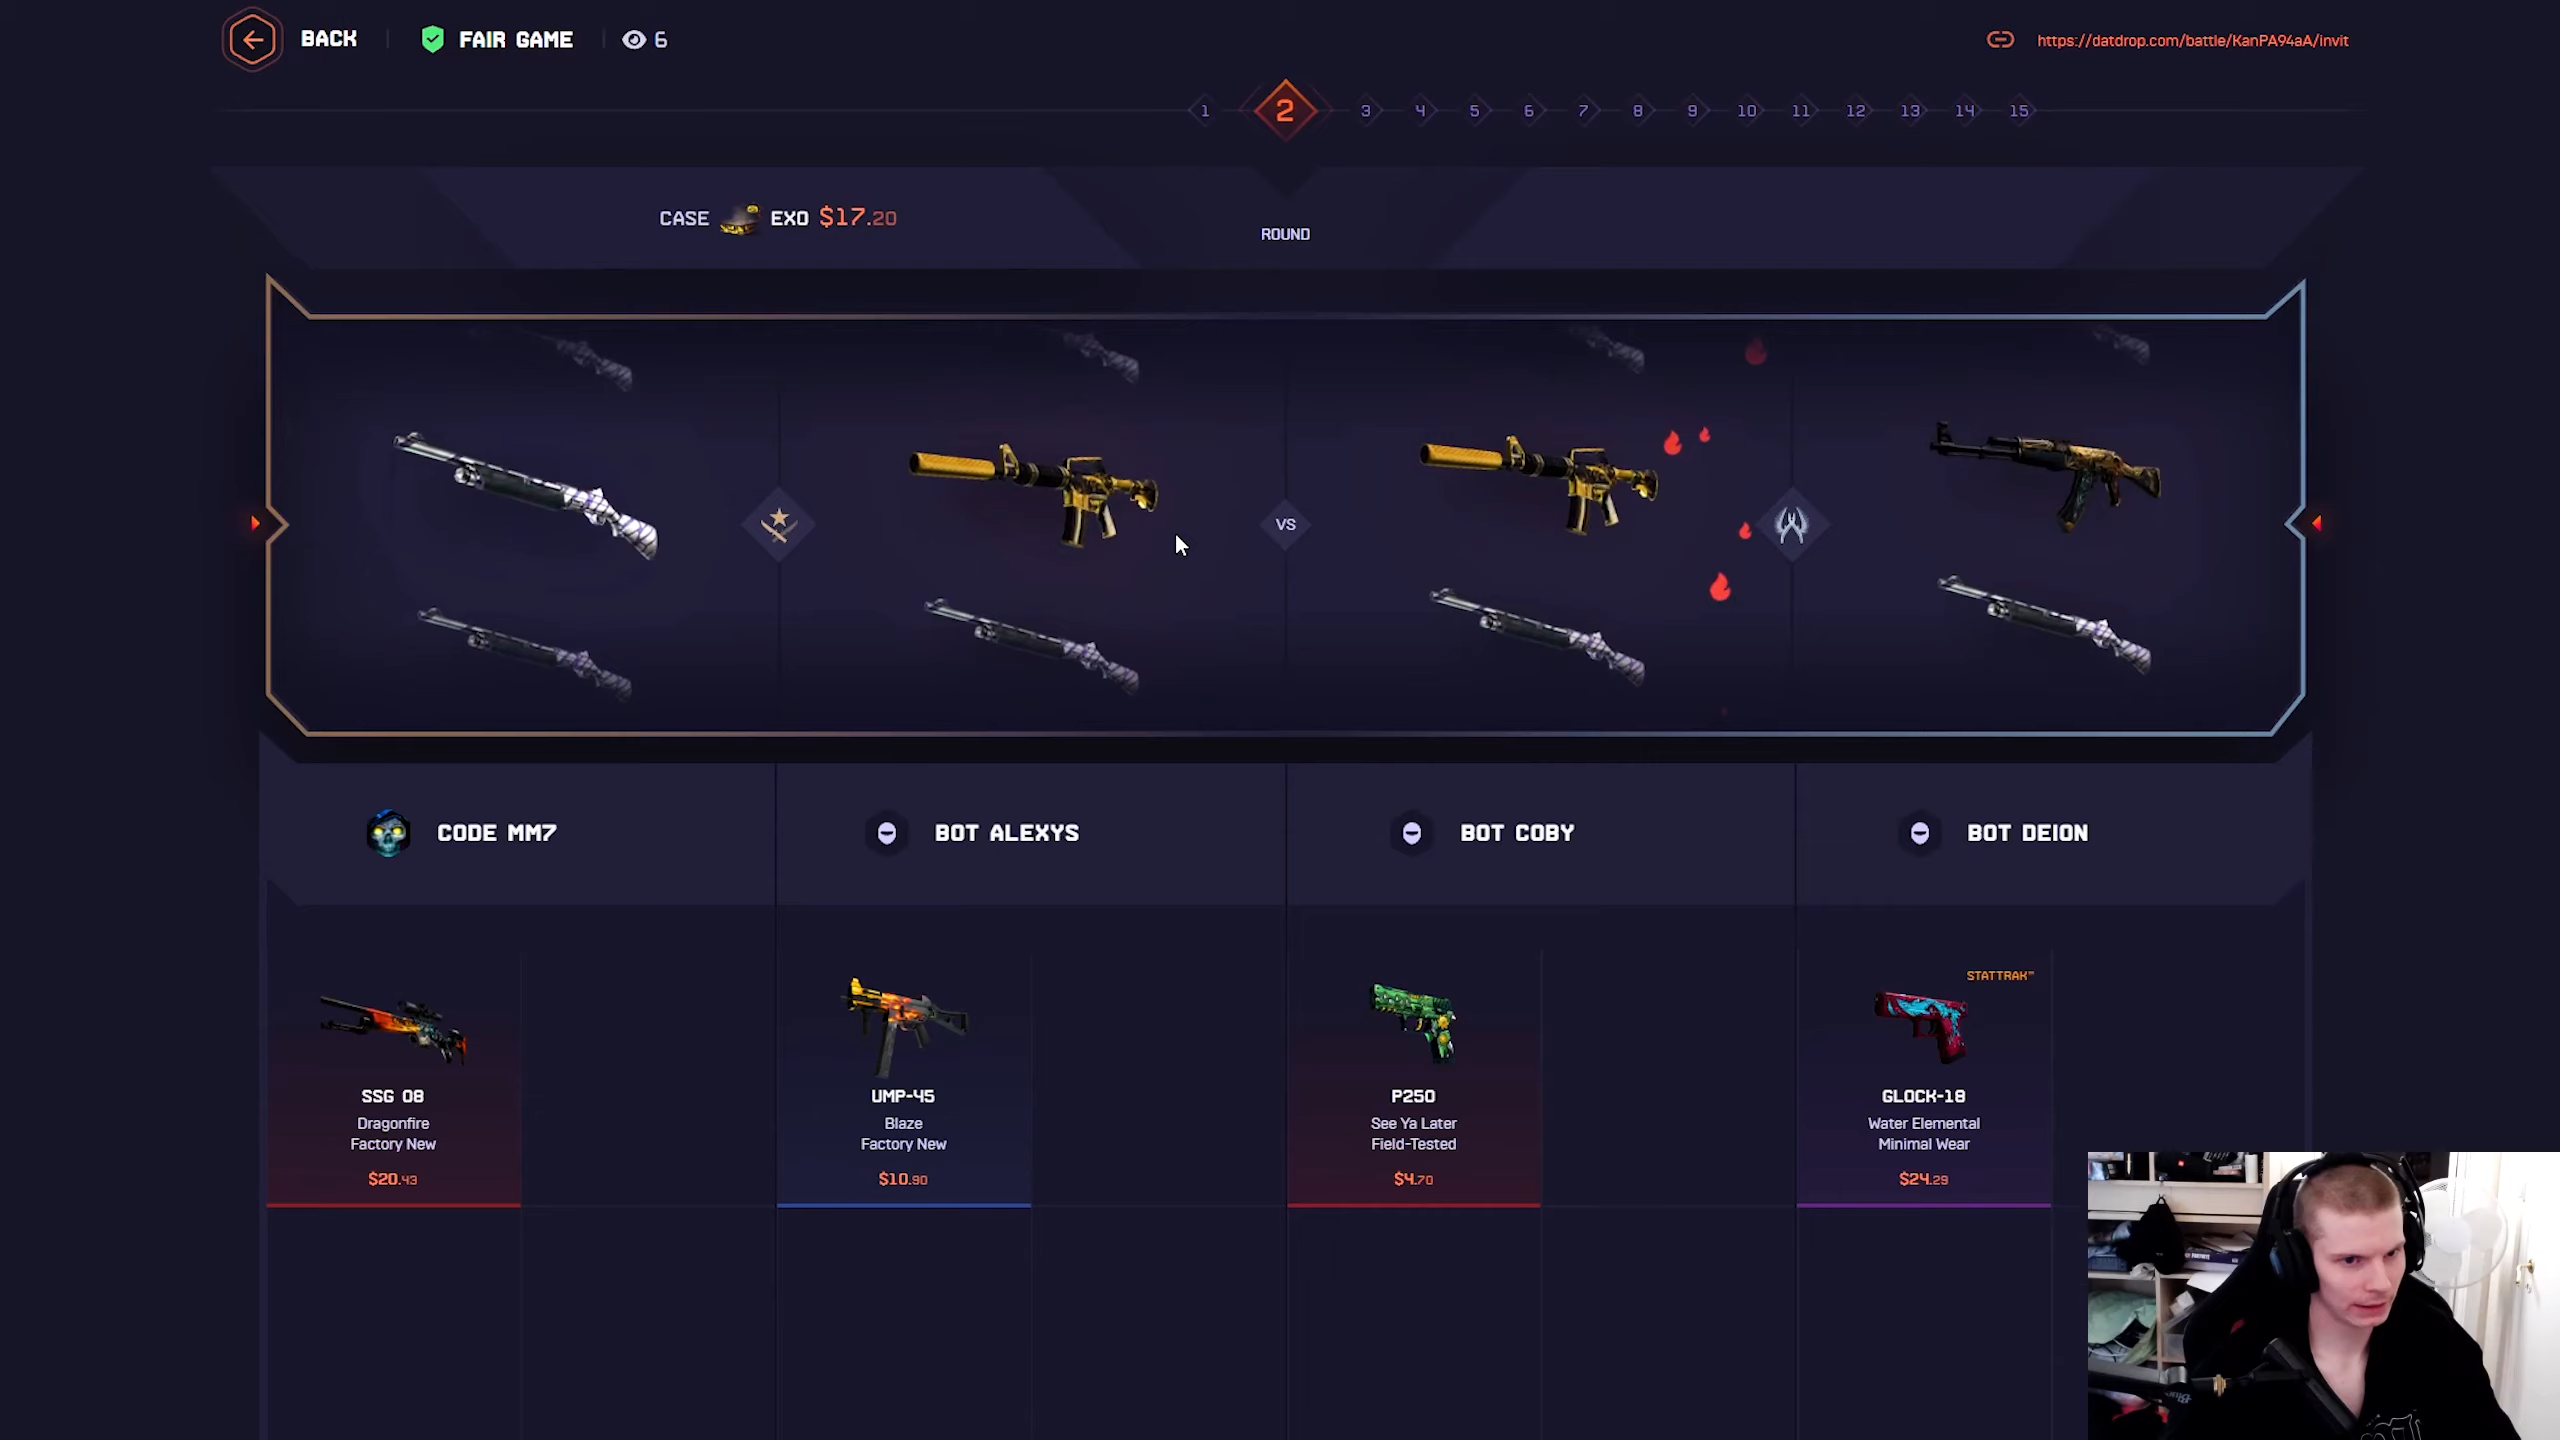 BACK
FAIR GAME
6
https://datdrop.com/battle/KanPA94aA/invit
1
2
3
4
5
6
7
8
9
10
11
12
13
14
15
CASE EXO $17.20
ROUND
VS
CODE MM7
BOT ALEXYS
BOT COBY
BOT DEION
SSG 08
Dragonfire
Factory New
$20.43
UMP-45
Blaze
Factory New
$10.90
P250
See Ya Later
Field-Tested
$4.70
STATTRAK™
GLOCK-18
Water Elemental
Minimal Wear
$24.29